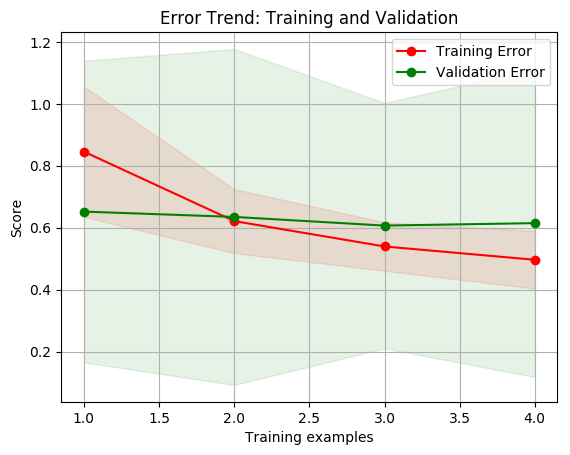 Error Trend: Training and Validation
Training Error
Validation Error
1.2
1.0
0.8
0.6
0.4
0.2
Score
1.0
1.5
2.0
2.5
3.0
3.5
4.0
Training examples